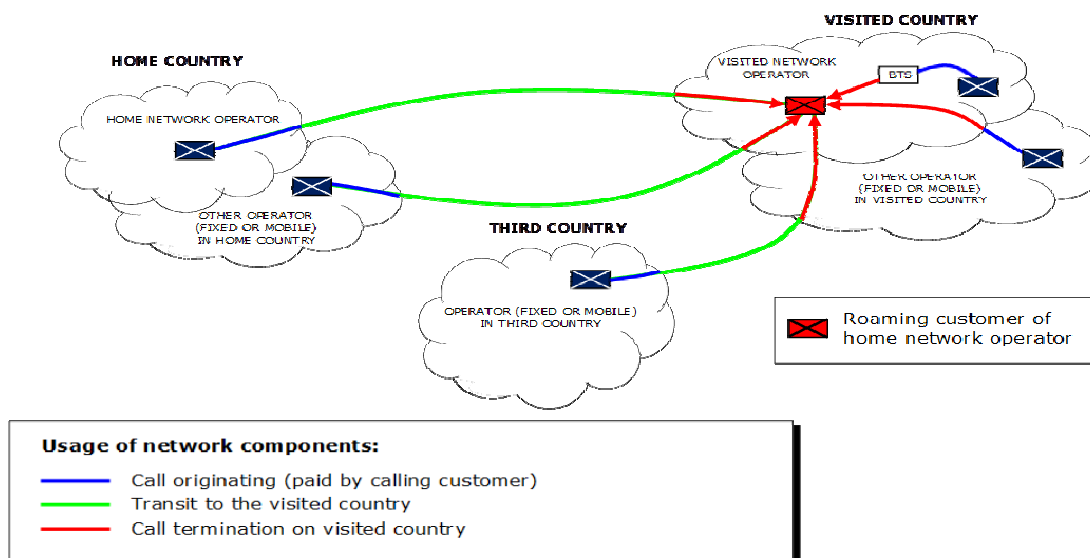 VISITED COUNTRY
HOME COUNTRY
VISITED NETWORK
OPERATOR
BTS
HOME NETWORK OPERATOR
OTHER OPERATOR
(FIXED OR MOBILE)
IN VISITED COUNTRY
OTHER OPERATOR
(FIXED OR MOBILE)
IN HOME COUNTRY
THIRD COUNTRY
OPERATOR (FIXED OR MOBILE)
IN THIRD COUNTRY
Roaming customer of
home network operator
Usage of network components:
Call originating (paid by calling customer)
Transit to the visited country
Call termination on visited country